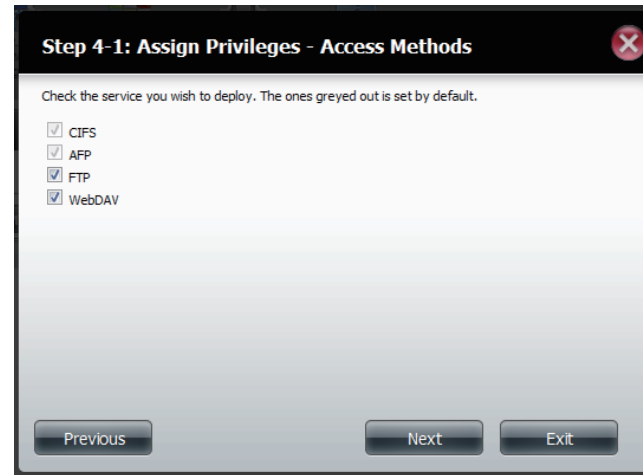 Step 4-1: Assign Privileges - Access Methods
Check the service you wish to deploy. The ones greyed out is set by default.
CIFS
AFP
FTP
WebDAV
Previous
Next
Exit